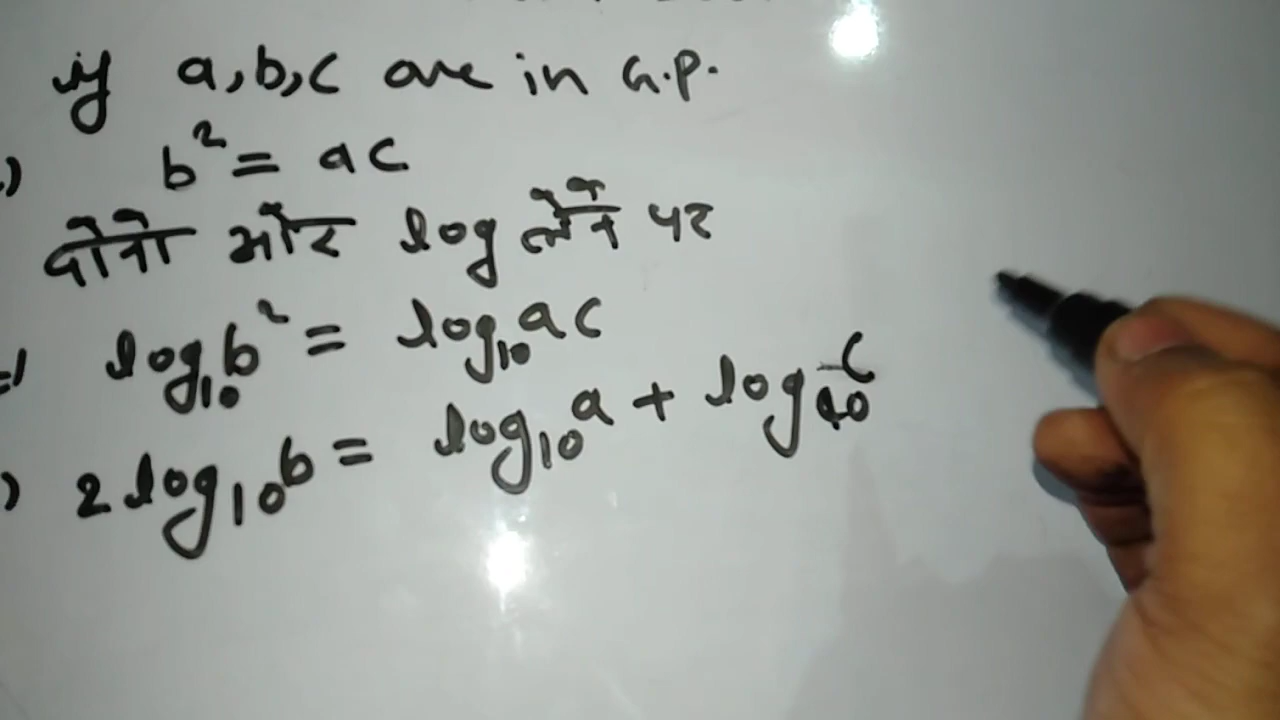 if a,b,c are in G.P.
) b² = ac
दोनो ओर log लेने पर
=) log₁₀b² = log₁₀ac
) 2log₁₀b = log₁₀a + log₁₀c